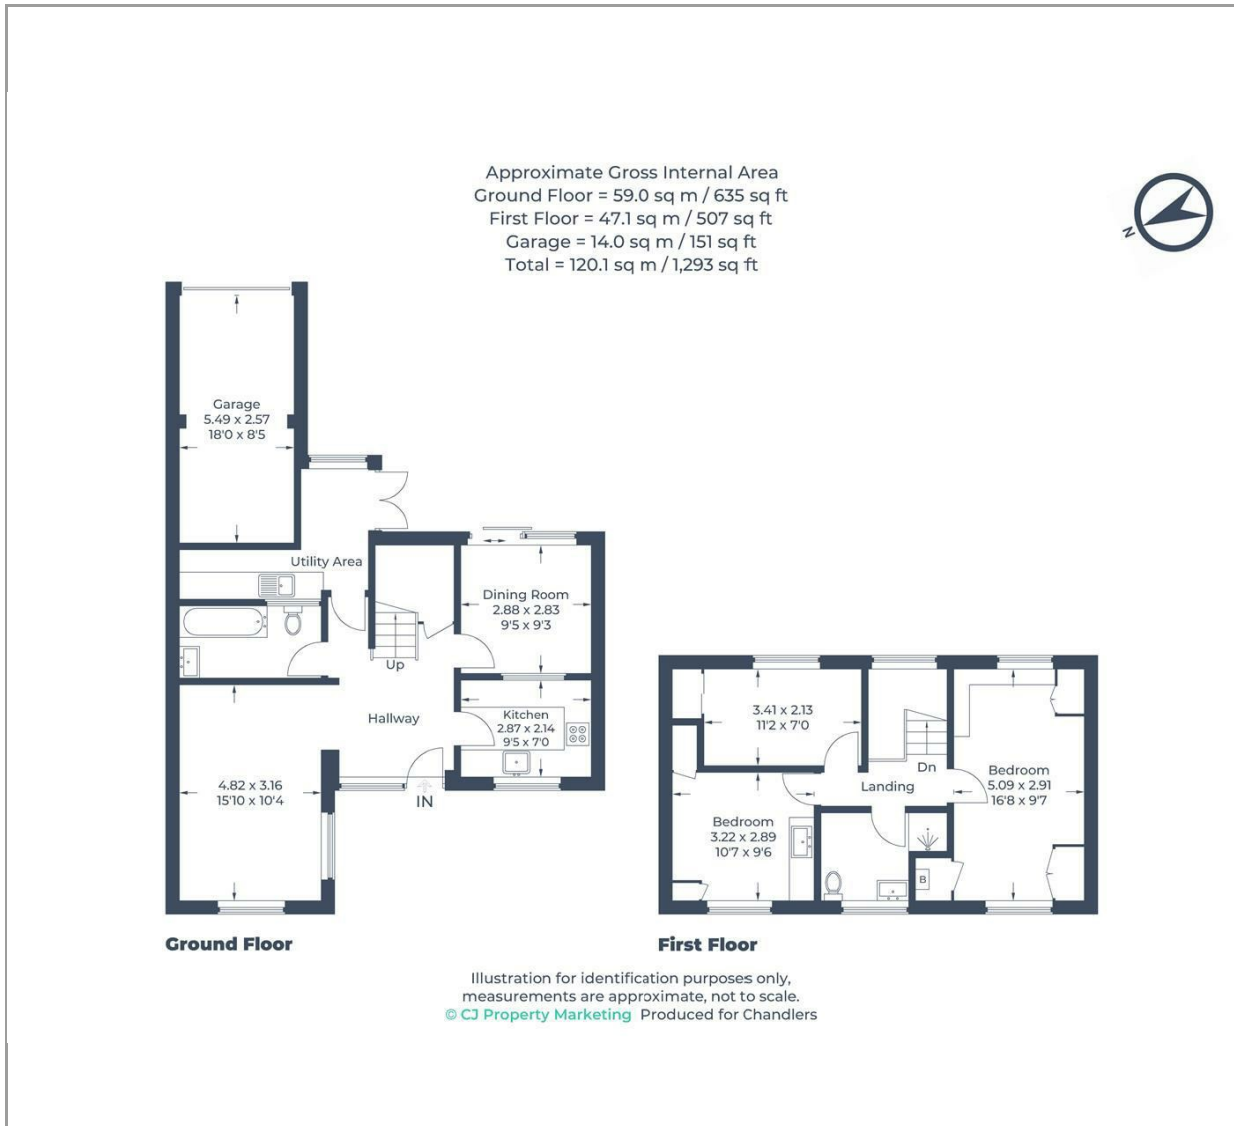 Approximate Gross Internal Area
Ground Floor = 59.0 sq m / 635 sq ft
First Floor = 47.1 sq m / 507 sq ft
Garage = 14.0 sq m / 151 sq ft
Total = 120.1 sq m / 1,293 sq ft
N
Garage
5.49 x 2.57
18'0 x 8'5
Utility Area
Dining Room
2.88 x 2.83
9'5 x 9'3
Up
Hallway
Kitchen
2.87 x 2.14
9'5 x 7'0
4.82 x 3.16
15'10 x 10'4
IN
Ground Floor
3.41 x 2.13
11'2 x 7'0
Dn
Landing
Bedroom
5.09 x 2.91
16'8 x 9'7
Bedroom
3.22 x 2.89
10'7 x 9'6
B
First Floor
Illustration for identification purposes only,
measurements are approximate, not to scale.
© CJ Property Marketing Produced for Chandlers